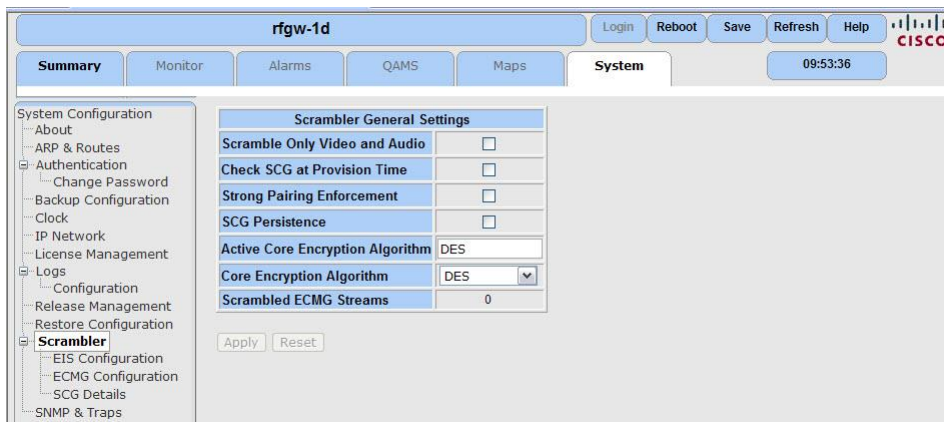 rfgw-1d
Login Reboot Save Refresh Help
CISCO
Summary Monitor Alarms QAMS Maps System 09:53:36
System Configuration
About
ARP & Routes
Authentication
Change Password
Backup Configuration
Clock
IP Network
License Management
Logs
Configuration
Release Management
Restore Configuration
Scrambler
EIS Configuration
ECMG Configuration
SCG Details
SNMP & Traps
Scrambler General Settings
Scramble Only Video and Audio
Check SCG at Provision Time
Strong Pairing Enforcement
SCG Persistence
Active Core Encryption Algorithm DES
Core Encryption Algorithm DES
Scrambled ECMG Streams 0
Apply Reset